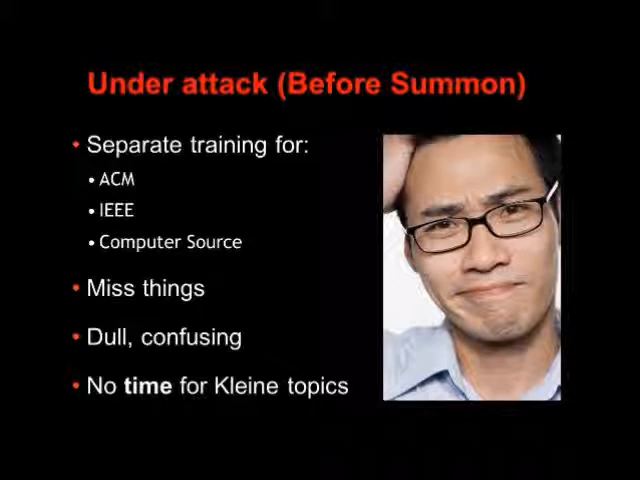 Under attack (Before Summon)
• Separate training for:
• ACM
• IEEE
• Computer Source
• Miss things
• Dull, confusing
• No time for Kleine topics